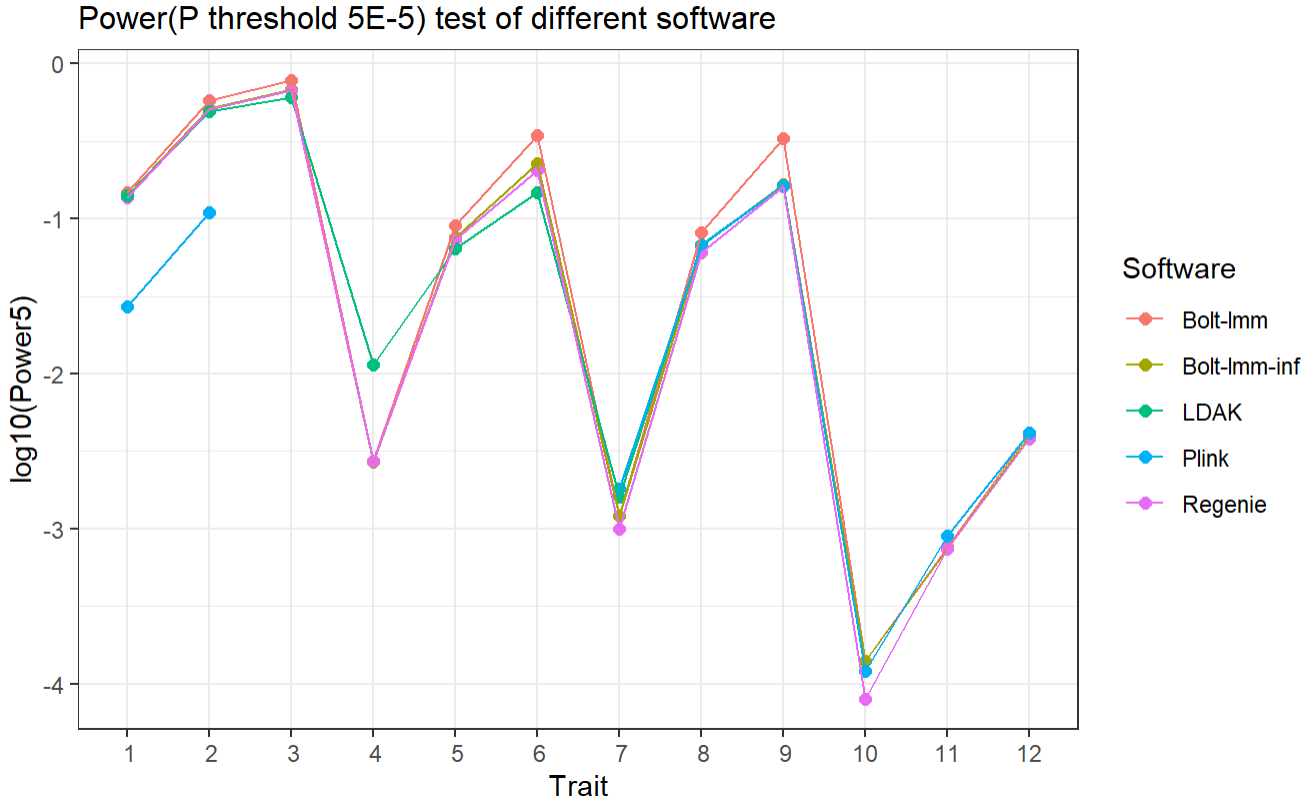 Power(P threshold 5E-5) test of different software
0
-1
-2
-3
-4
log10(Power5)
1 2 3 4 5 6 7 8 9 10 11 12
Trait
Software
Bolt-lmm
Bolt-lmm-inf
LDAK
Plink
Regenie